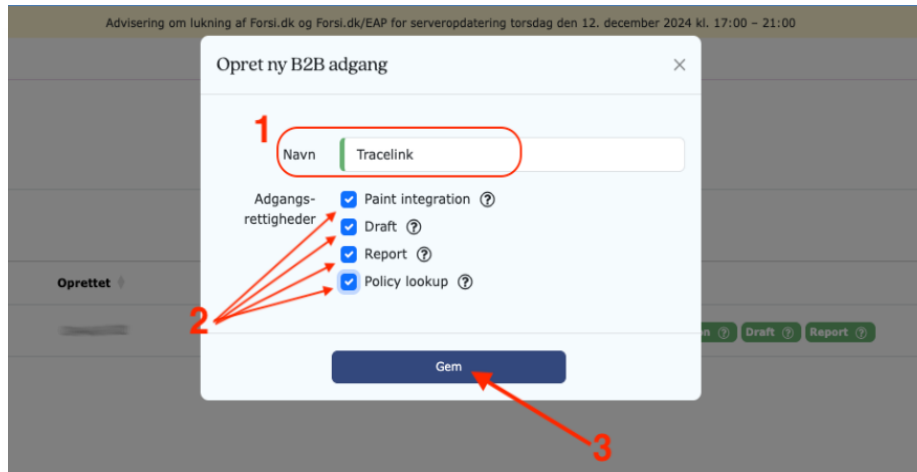 Advisering om lukning af Forsi.dk og Forsi.dk/EAP for serveropdatering torsdag den 12. december 2024 kl. 17:00 – 21:00
Opret ny B2B adgang
1
Navn
Tracelink
Adgangs-
rettigheder
Paint integration
Draft
Report
Policy lookup
2
Oprettet
Draft
Report
Gem
3